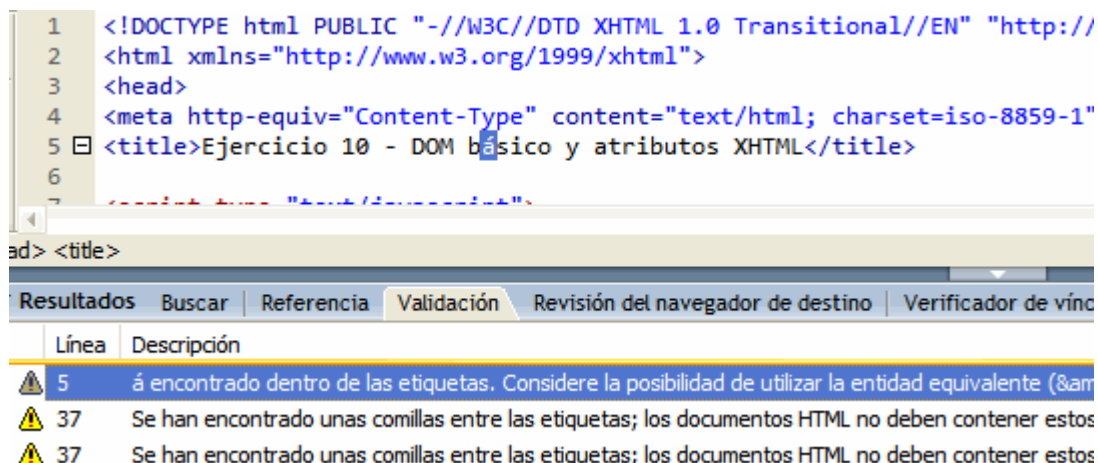 1 <!DOCTYPE html PUBLIC "-//W3C//DTD XHTML 1.0 Transitional//EN" "http://
2 <html xmlns="http://www.w3.org/1999/xhtml">
3 <head>
4 <meta http-equiv="Content-Type" content="text/html; charset=iso-8859-1"
5 <title>Ejercicio 10 - DOM básico y atributos XHTML</title>
6
7 <script type="text/javascript">
ad> <title>
Resultados Buscar Referencia Validación Revisión del navegador de destino Verificador de vínc
Línea Descripción
5 á encontrado dentro de las etiquetas. Considere la posibilidad de utilizar la entidad equivalente (&am
37 Se han encontrado unas comillas entre las etiquetas; los documentos HTML no deben contener estos
37 Se han encontrado unas comillas entre las etiquetas; los documentos HTML no deben contener estos